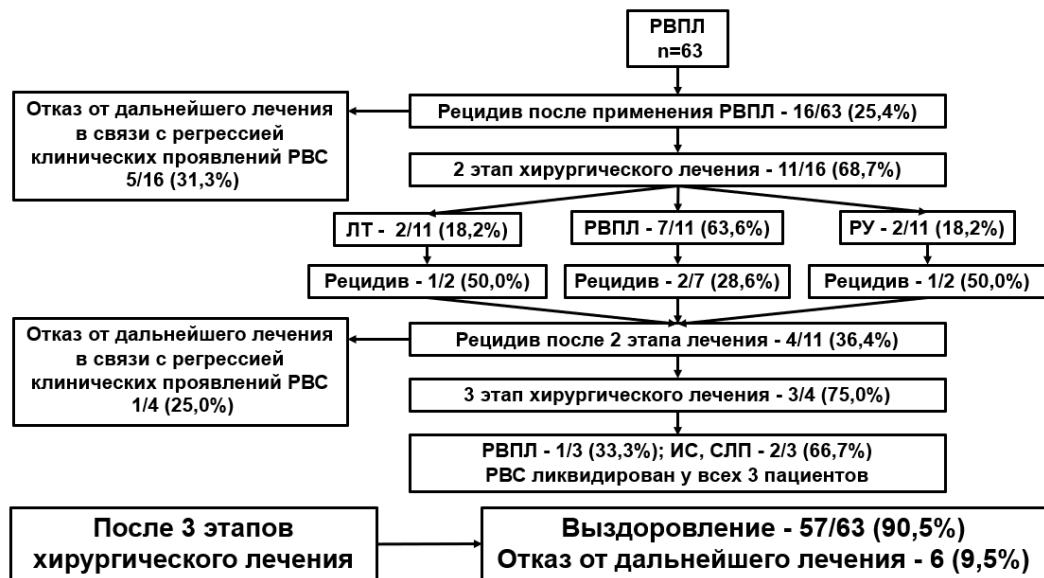 РВПЛ
n=63
Отказ от дальнейшего лечения
в связи с регрессией
клинических проявлений РВС
5/16 (31,3%)
Рецидив после применения РВПЛ - 16/63 (25,4%)
2 этап хирургического лечения - 11/16 (68,7%)
ЛТ - 2/11 (18,2%)
РВПЛ - 7/11 (63,6%)
РУ - 2/11 (18,2%)
Рецидив - 1/2 (50,0%)
Рецидив - 2/7 (28,6%)
Рецидив - 1/2 (50,0%)
Отказ от дальнейшего лечения
в связи с регрессией
клинических проявлений РВС
1/4 (25,0%)
Рецидив после 2 этапа лечения - 4/11 (36,4%)
3 этап хирургического лечения - 3/4 (75,0%)
РВПЛ - 1/3 (33,3%); ИС, СЛП - 2/3 (66,7%)
РВС ликвидирован у всех 3 пациентов
После 3 этапов
хирургического лечения
Выздоровление - 57/63 (90,5%)
Отказ от дальнейшего лечения - 6 (9,5%)